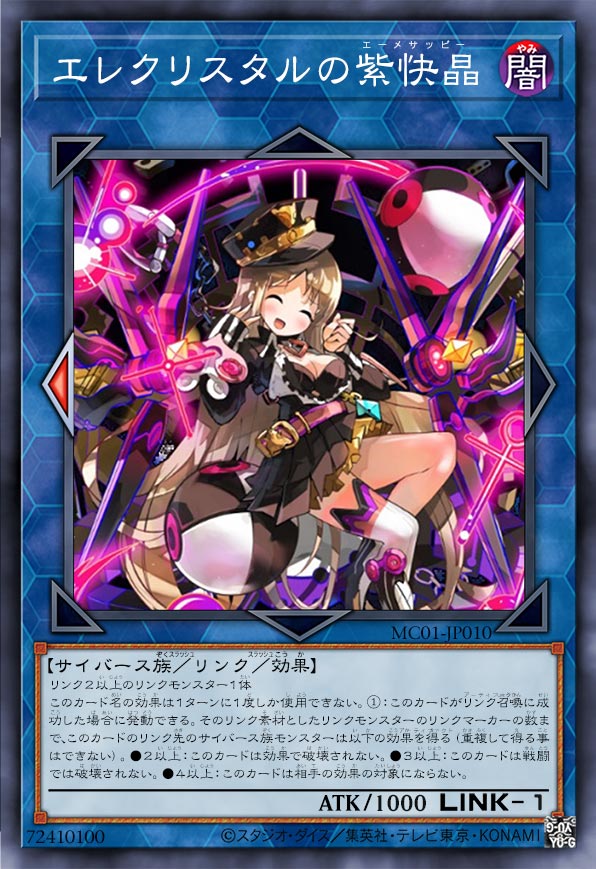 エーメサッピー
エレクリスタルの紫快晶
やみ
闇
MC01-JP010
【サイバース族／リンク／効果】
リンク2以上のリンクモンスター1体
このカード名の効果は1ターンに1度しか使用できない。①：このカードがリンク召喚に成
功した場合に発動できる。そのリンク素材としたリンクモンスターのリンクマーカーの数ま
で、このカードのリンク先のサイバース族モンスターは以下の効果を得る（重複して得る事
はできない）。●2以上：このカードは効果で破壊されない。●3以上：このカードは戦闘
では破壊されない。●4以上：このカードは相手の効果の対象にならない。
ATK/1000 LINK-1
72410100 ©スタジオ・ダイス／集英社・テレビ東京・KONAMI